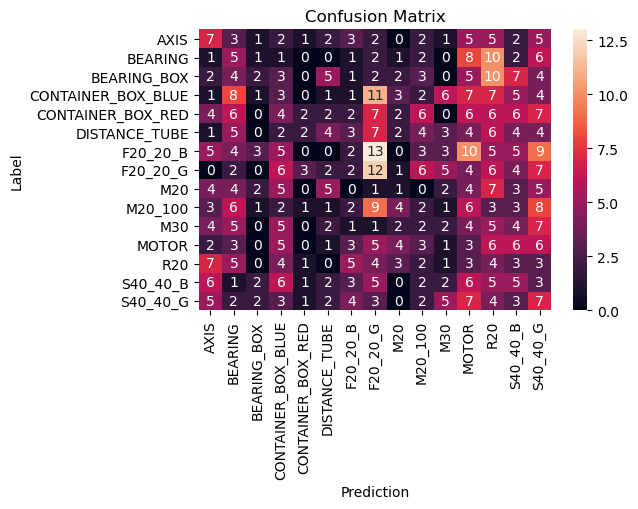 Confusion Matrix
AXIS 7 3 1 2 1 2 3 2 0 2 1 5 5 2 5
BEARING 1 5 1 1 0 0 1 2 1 2 0 8 10 2 6
BEARING_BOX 2 4 2 3 0 5 1 2 2 3 0 5 10 7 4
CONTAINER_BOX_BLUE 1 8 1 3 0 1 1 11 3 2 6 7 7 5 4
CONTAINER_BOX_RED 4 6 0 4 2 2 2 7 2 6 0 6 6 6 7
DISTANCE_TUBE 1 5 0 2 2 4 3 7 2 4 3 4 6 4 4
F20_20_B 5 4 3 5 0 0 2 13 0 3 3 10 5 5 9
F20_20_G 0 2 0 6 3 2 2 12 1 6 5 4 6 4 7
M20 4 4 2 5 0 5 0 1 1 0 2 4 7 3 5
M20_100 3 6 1 2 1 1 2 9 4 2 1 6 3 3 8
M30 4 5 0 5 0 2 1 1 2 2 2 4 5 4 7
MOTOR 2 3 0 5 0 1 3 5 4 3 1 3 6 6 6
R20 7 5 0 4 1 0 5 4 3 2 1 3 4 3 3
S40_40_B 6 1 2 6 1 2 3 5 0 2 2 6 5 5 3
S40_40_G 5 2 2 3 1 2 4 3 0 2 5 7 4 3 7
AXIS
BEARING
BEARING_BOX
CONTAINER_BOX_BLUE
CONTAINER_BOX_RED
DISTANCE_TUBE
F20_20_B
F20_20_G
M20
M20_100
M30
MOTOR
R20
S40_40_B
S40_40_G
Prediction
Label
12.5
10.0
7.5
5.0
2.5
0.0